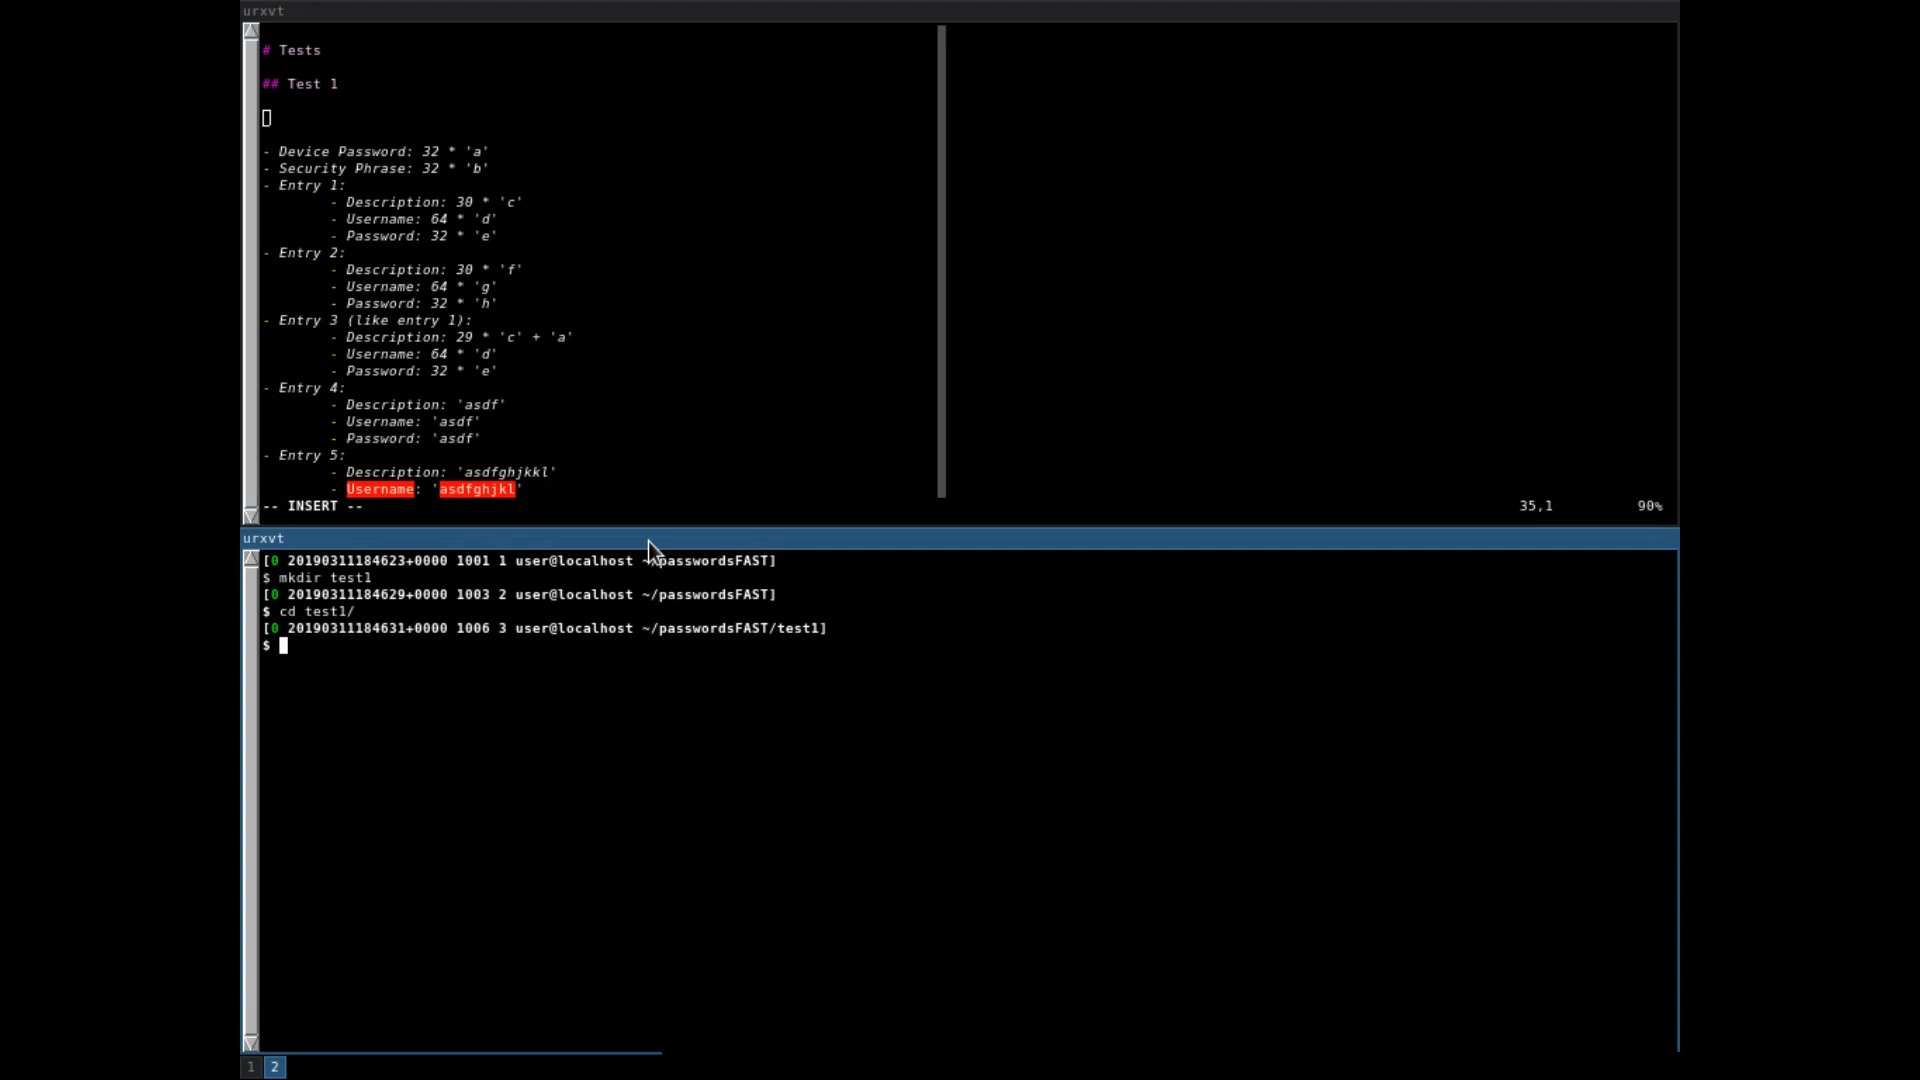 urxvt
# Tests
## Test 1
- Device Password: 32 * 'a'
- Security Phrase: 32 * 'b'
- Entry 1:
- Description: 30 * 'c'
- Username: 64 * 'd'
- Password: 32 * 'e'
- Entry 2:
- Description: 30 * 'f'
- Username: 64 * 'g'
- Password: 32 * 'h'
- Entry 3 (like entry 1):
- Description: 29 * 'c' + 'a'
- Username: 64 * 'd'
- Password: 32 * 'e'
- Entry 4:
- Description: 'asdf'
- Username: 'asdf'
- Password: 'asdf'
- Entry 5:
- Description: 'asdfghjkkl'
- Username: 'asdfghjkl'
-- INSERT -- 35,1 90%
urxvt
[0 20190311184623+0000 1001 1 user@localhost ~/passwordsFAST]
$ mkdir test1
[0 20190311184629+0000 1003 2 user@localhost ~/passwordsFAST]
$ cd test1/
[0 20190311184631+0000 1006 3 user@localhost ~/passwordsFAST/test1]
$
1 2